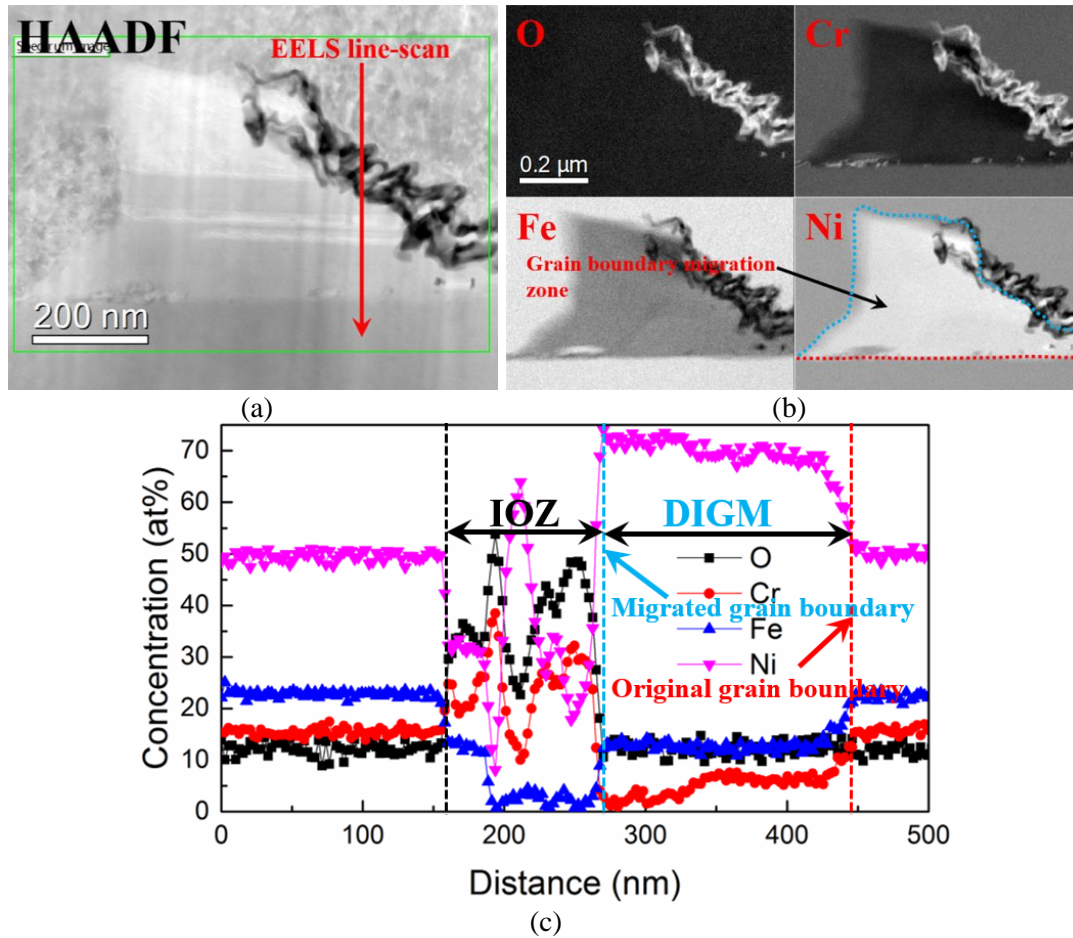 HAADF
Spectrum Image
EELS line-scan
200 nm
(a)
O
Cr
0.2 µm
Fe
Ni
Grain boundary migration
zone
(b)
70
60
50
40
30
20
10
0
Concentration (at%)
IOZ
DIGM
O
Cr
Fe
Ni
Migrated grain boundary
Original grain boundary
0 100 200 300 400 500
Distance (nm)
(c)